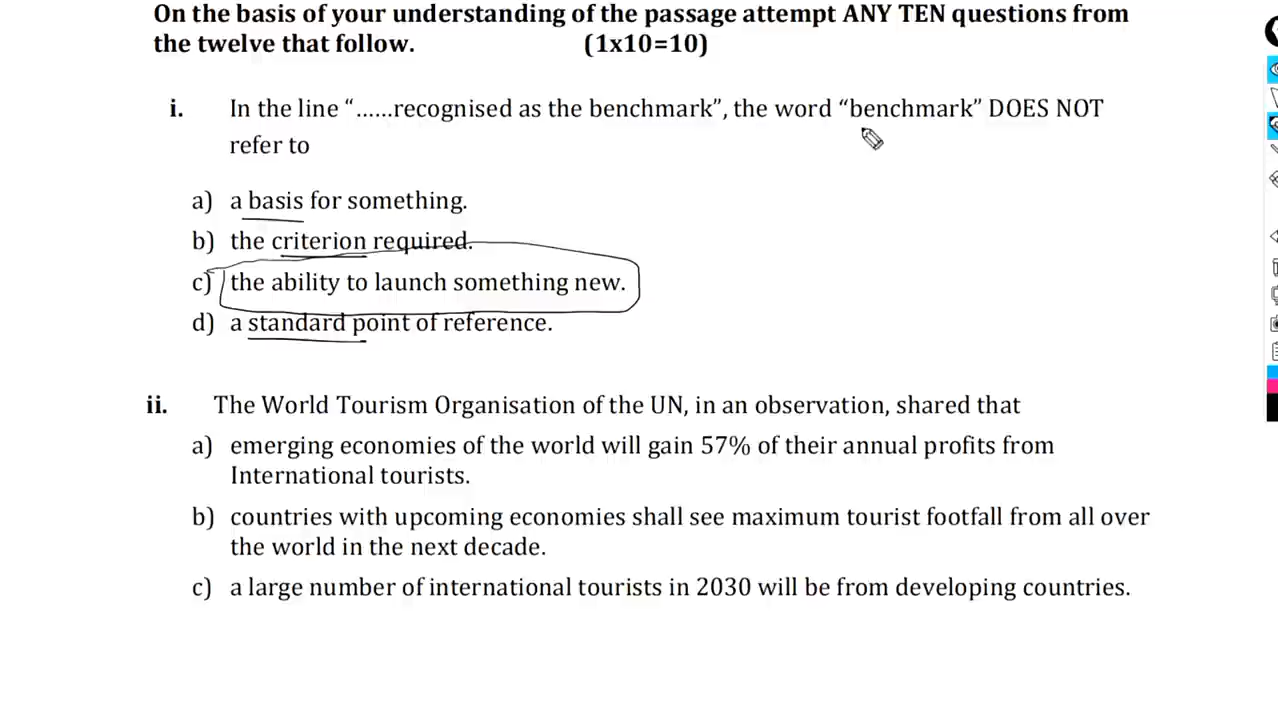 On the basis of your understanding of the passage attempt ANY TEN questions from
the twelve that follow. (1x10=10)
i. In the line “......recognised as the benchmark”, the word “benchmark” DOES NOT
refer to
a) a basis for something.
b) the criterion required.
c) the ability to launch something new.
d) a standard point of reference.
ii. The World Tourism Organisation of the UN, in an observation, shared that
a) emerging economies of the world will gain 57% of their annual profits from
International tourists.
b) countries with upcoming economies shall see maximum tourist footfall from all over
the world in the next decade.
c) a large number of international tourists in 2030 will be from developing countries.